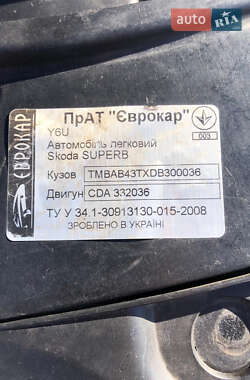 AUTO.RIA
ПрАТ "Єврокар"
ЄВРОКАР
003
Y6U
Автомобіль легковий
Skoda SUPERB
Кузов TMBAB43TXDB300036
Двигун CDA 332036
ТУ У 34.1-30913130-015-2008
ЗРОБЛЕНО В УКРАЇНІ